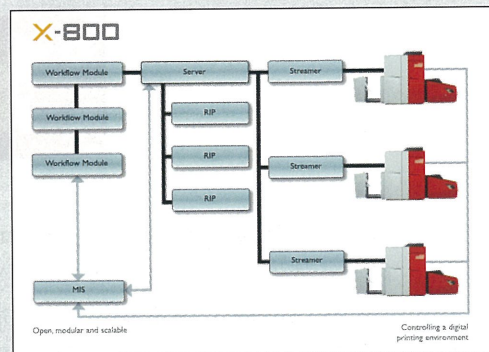 X-800
Workflow Module
Server
Streamer
Workflow Module
RIP
Workflow Module
RIP
Streamer
RIP
Streamer
MIS
Open, modular and scalable
Controlling a digital
printing environment